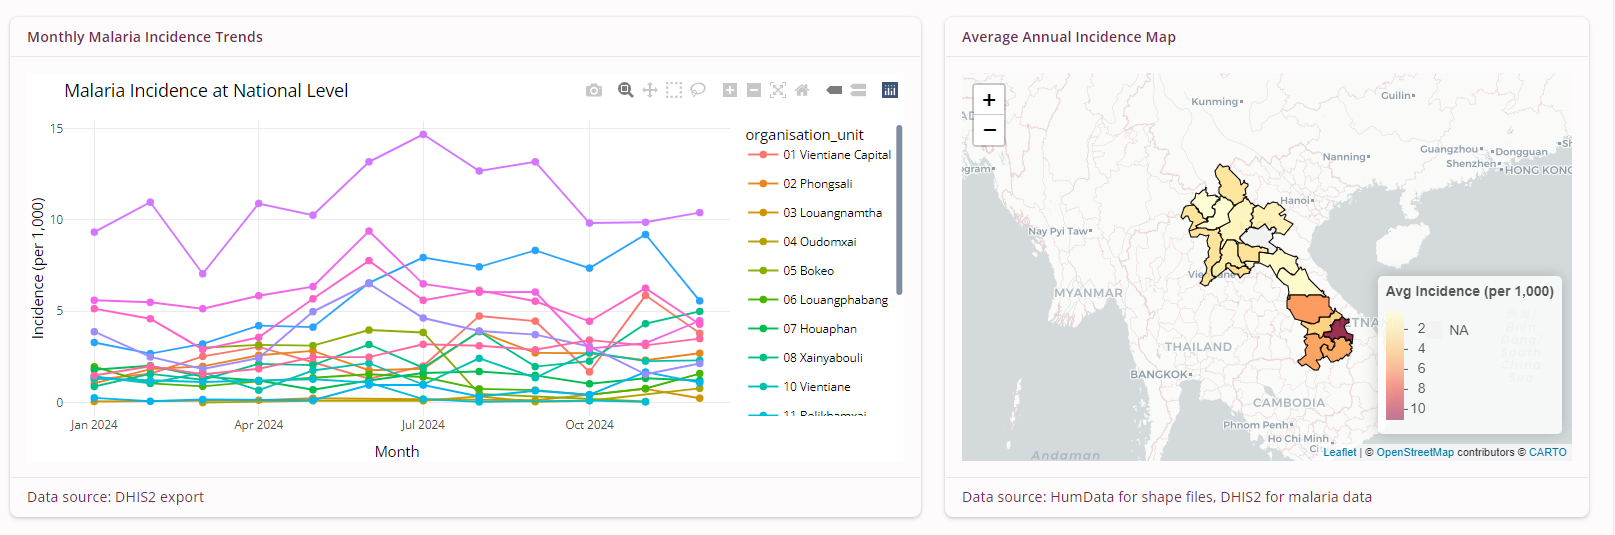 Monthly Malaria Incidence Trends
Malaria Incidence at National Level
15
10
5
0
Incidence (per 1,000)
Jan 2024
Apr 2024
Jul 2024
Oct 2024
Month
organisation_unit
01 Vientiane Capital
02 Phongsali
03 Louangnamtha
04 Oudomxai
05 Bokeo
06 Louangphabang
07 Houaphan
08 Xainyabouli
10 Vientiane
11 Bolikhamxai
Data source: DHIS2 export
Average Annual Incidence Map
+
−
Kunming
Guilin
Guangzhou
Dongguan
Sh
Shenzhen
HONG KONG
Nanning
ogram
Hanoi
Nay Pyi Taw
MYANMAR
THAILAND
BANGKOK
CAMBODIA
Phnom Penh
Ho Chi Minh
Andaman
Avg Incidence (per 1,000)
2
NA
4
6
8
10
Leaflet | © OpenStreetMap contributors © CARTO
Data source: HumData for shape files, DHIS2 for malaria data